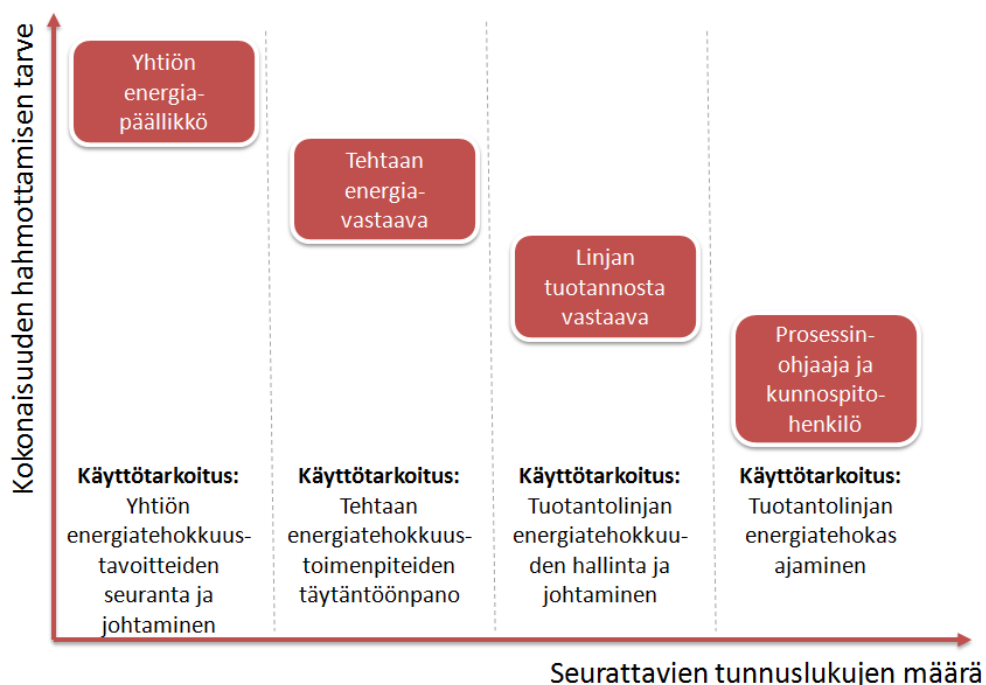 Kokonaisuuden hahmottamisen tarve
Yhtiön
energia-
päällikkö
Tehtaan
energia-
vastaava
Linjan
tuotannosta
vastaava
Prosessin-
ohjaaja ja
kunnospito-
henkilö
Käyttötarkoitus:
Yhtiön
energiatehokkuus-
tavoitteiden
seuranta ja
johtaminen
Käyttötarkoitus:
Tehtaan
energiatehokkuus-
toimenpiteiden
täytäntöönpano
Käyttötarkoitus:
Tuotantolinjan
energiatehokkuu-
den hallinta ja
johtaminen
Käyttötarkoitus:
Tuotantolinjan
energiatehokas
ajaminen
Seurattavien tunnuslukujen määrä